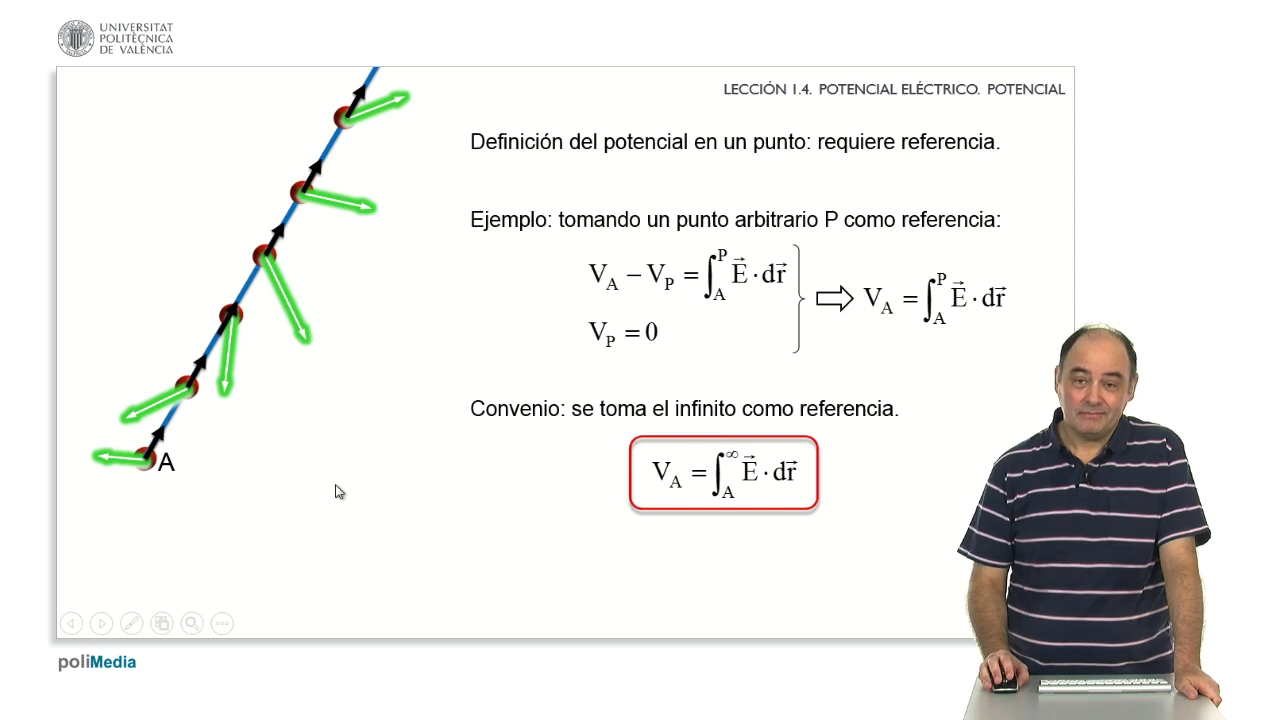 UNIVERSITAT
POLITÈCNICA
DE VALÈNCIA
LECCIÓN 1.4. POTENCIAL ELÉCTRICO. POTENCIAL
Definición del potencial en un punto: requiere referencia.
Ejemplo: tomando un punto arbitrario P como referencia:
V_A − V_P = ∫_A^P E⃗ · dr⃗
V_P = 0
⇨ V_A = ∫_A^P E⃗ · dr⃗
Convenio: se toma el infinito como referencia.
V_A = ∫_A^∞ E⃗ · dr⃗
A
poliMedia